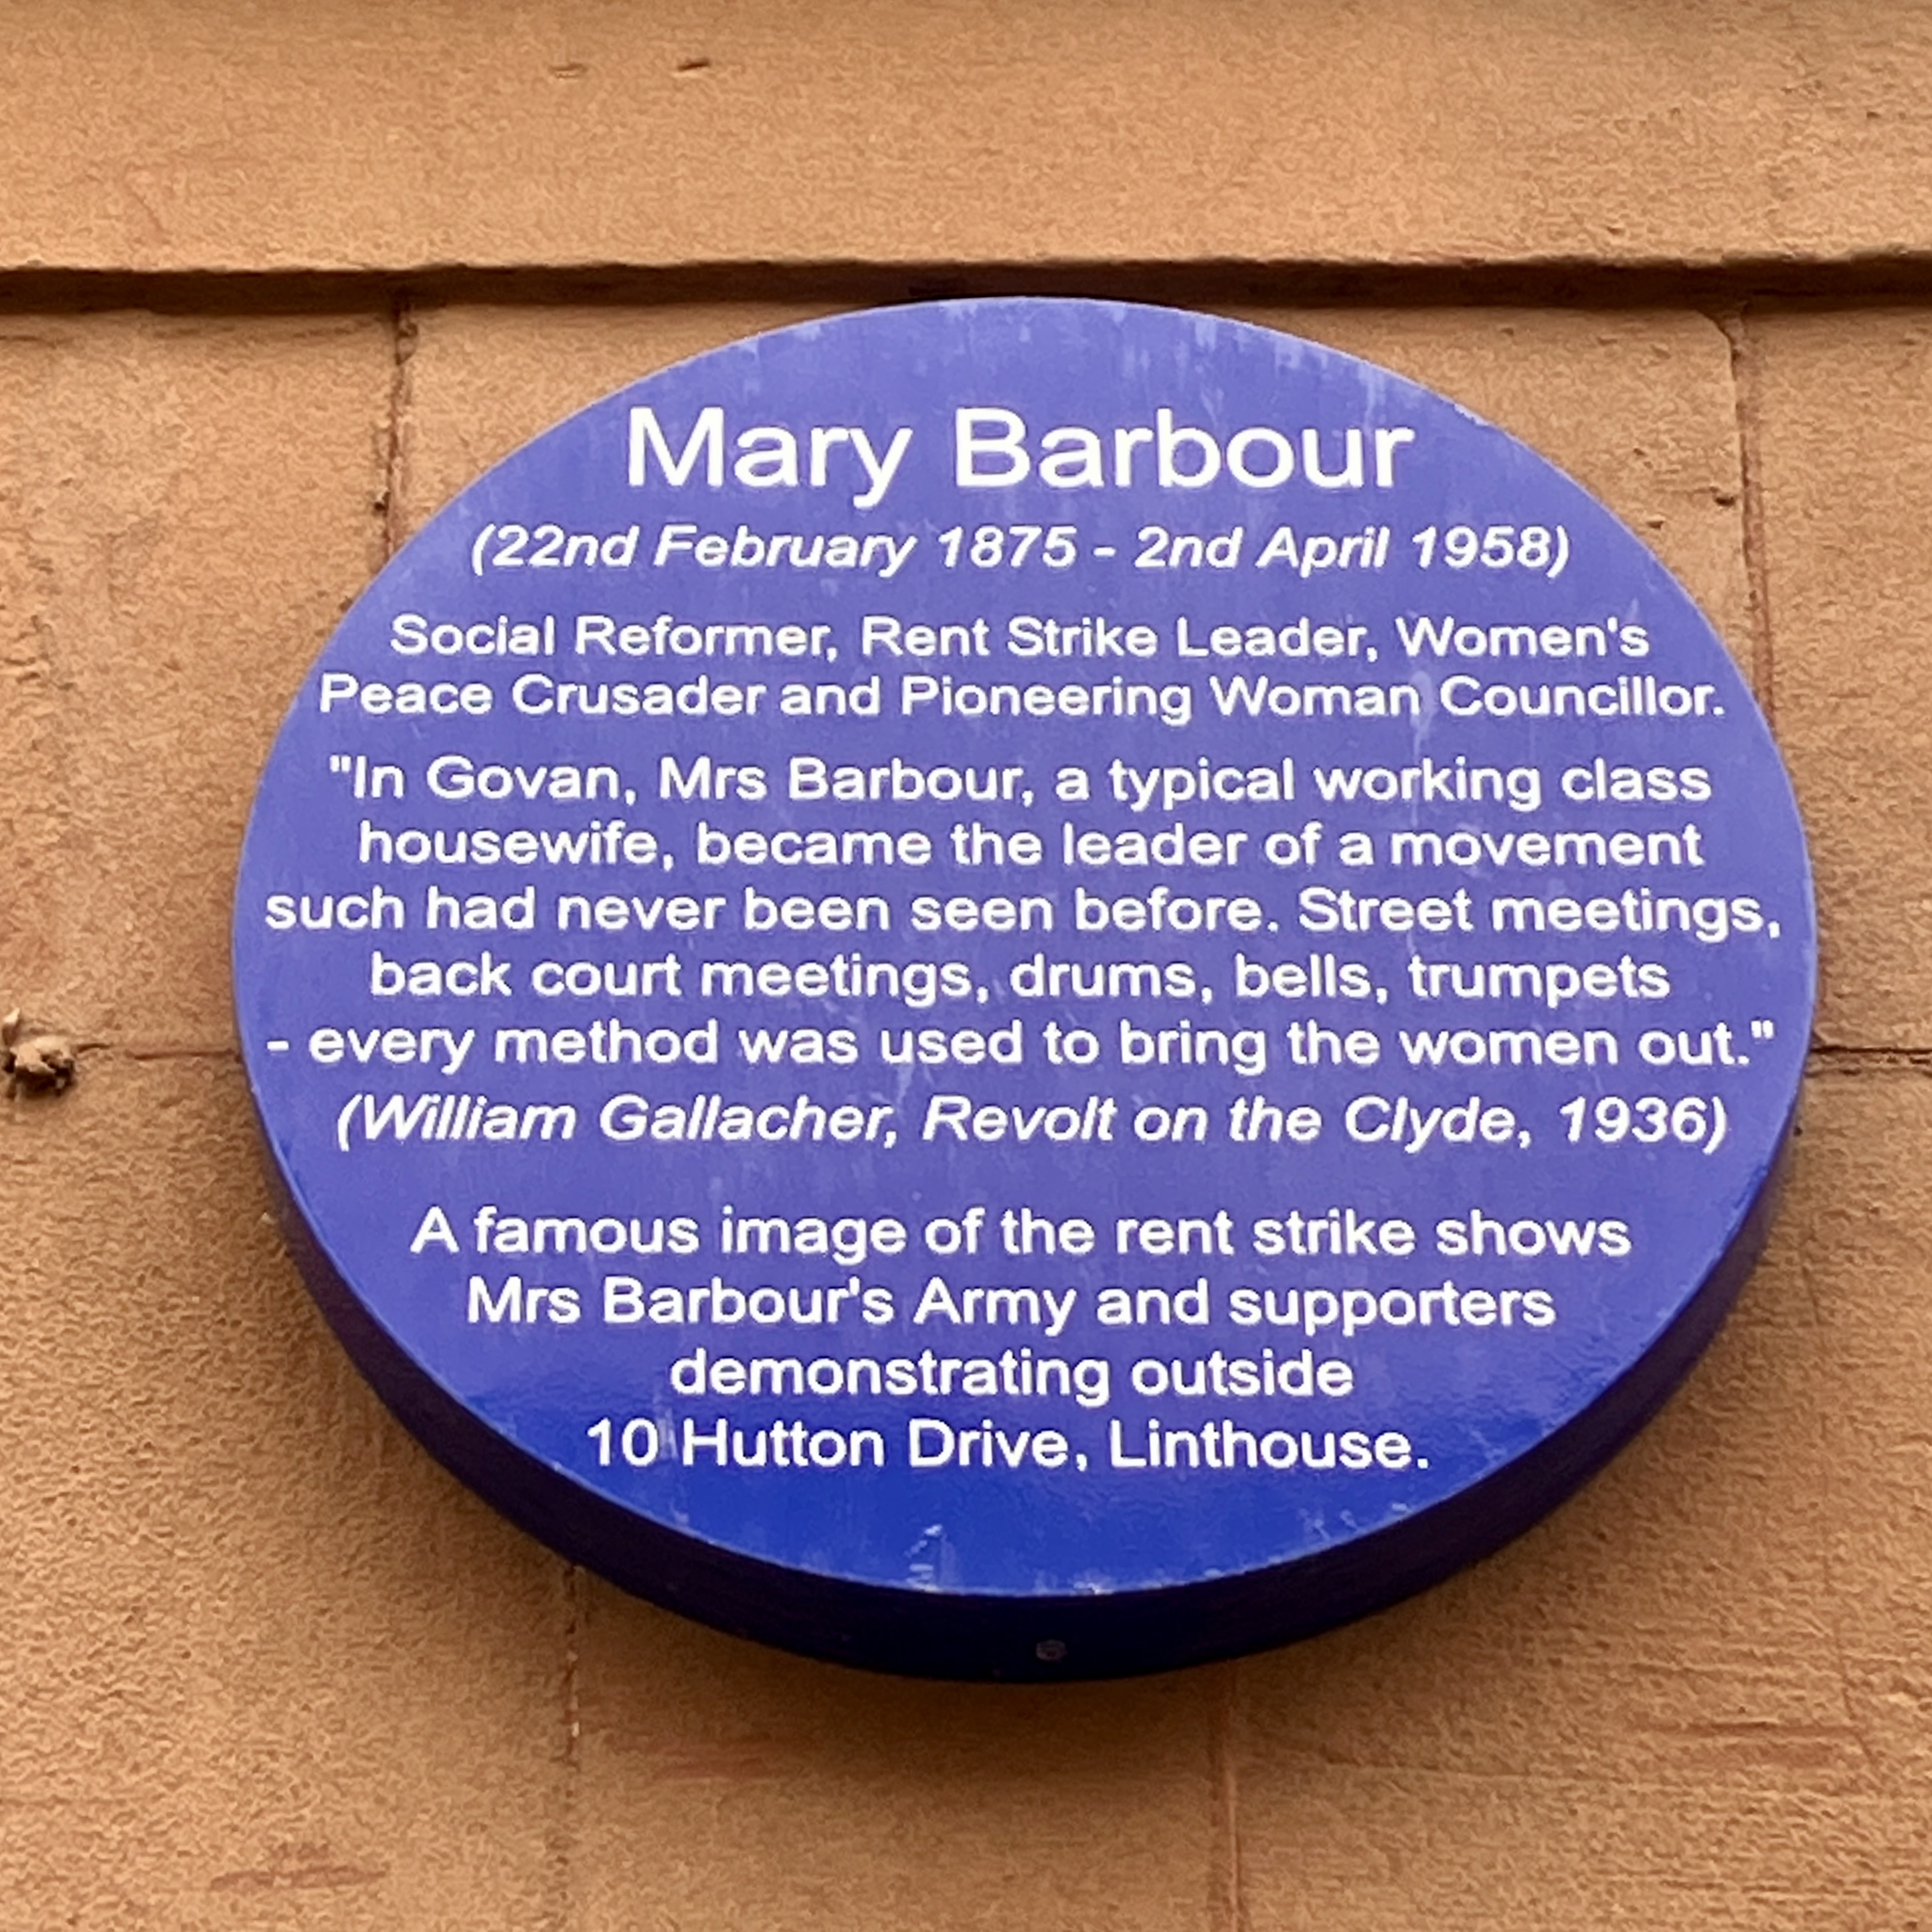 Mary Barbour
(22nd February 1875 - 2nd April 1958)
Social Reformer, Rent Strike Leader, Women's
Peace Crusader and Pioneering Woman Councillor.
"In Govan, Mrs Barbour, a typical working class
housewife, became the leader of a movement
such had never been seen before. Street meetings,
back court meetings, drums, bells, trumpets
- every method was used to bring the women out."
(William Gallacher, Revolt on the Clyde, 1936)
A famous image of the rent strike shows
Mrs Barbour's Army and supporters
demonstrating outside
10 Hutton Drive, Linthouse.